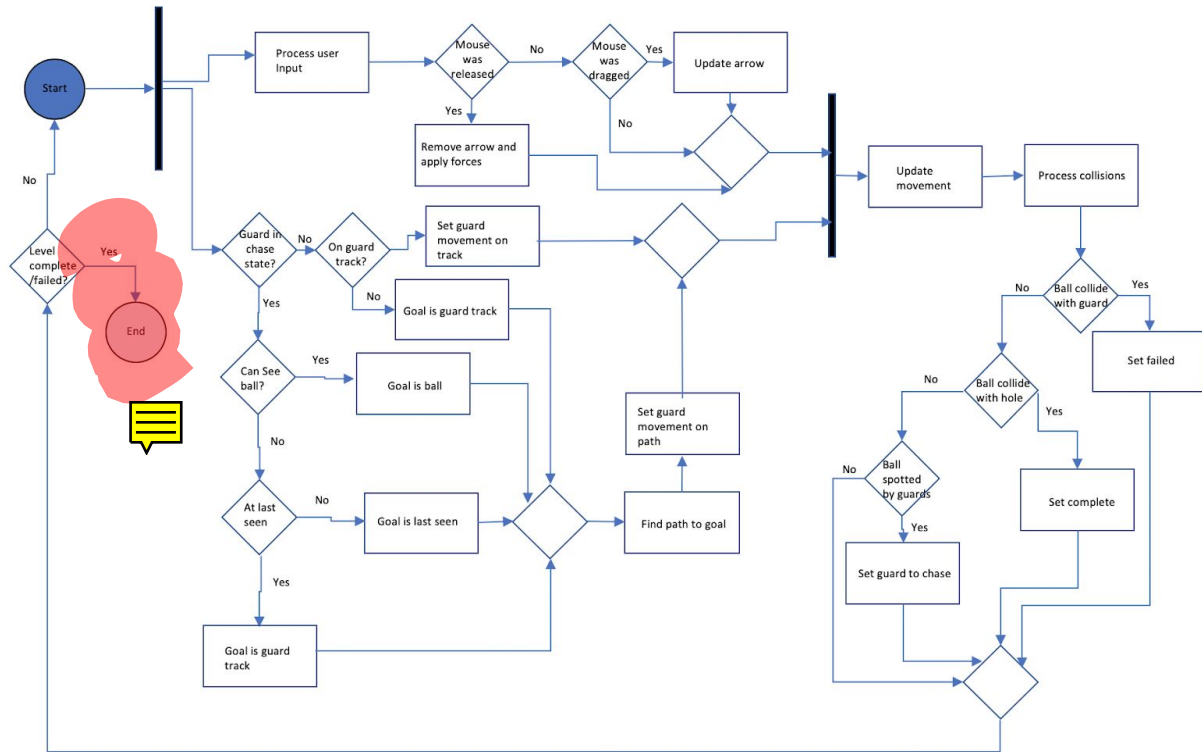 Start
Process user
Input
Mouse
was
released
No
Mouse
was
dragged
Yes
Update arrow
Yes
No
Remove arrow and
apply forces
Update
movement
Process collisions
No
Level
complete
/failed?
Yes
End
Guard in
chase
state?
No
On guard
track?
Set guard
movement on
track
Yes
No
Goal is guard track
Can See
ball?
Yes
Goal is ball
No
At last
seen
No
Goal is last seen
Yes
Goal is guard
track
Set guard
movement on
path
Find path to goal
No
Ball collide
with guard
Yes
Set failed
No
Ball collide
with hole
Yes
Set complete
No
Ball
spotted
by guards
Yes
Set guard to chase